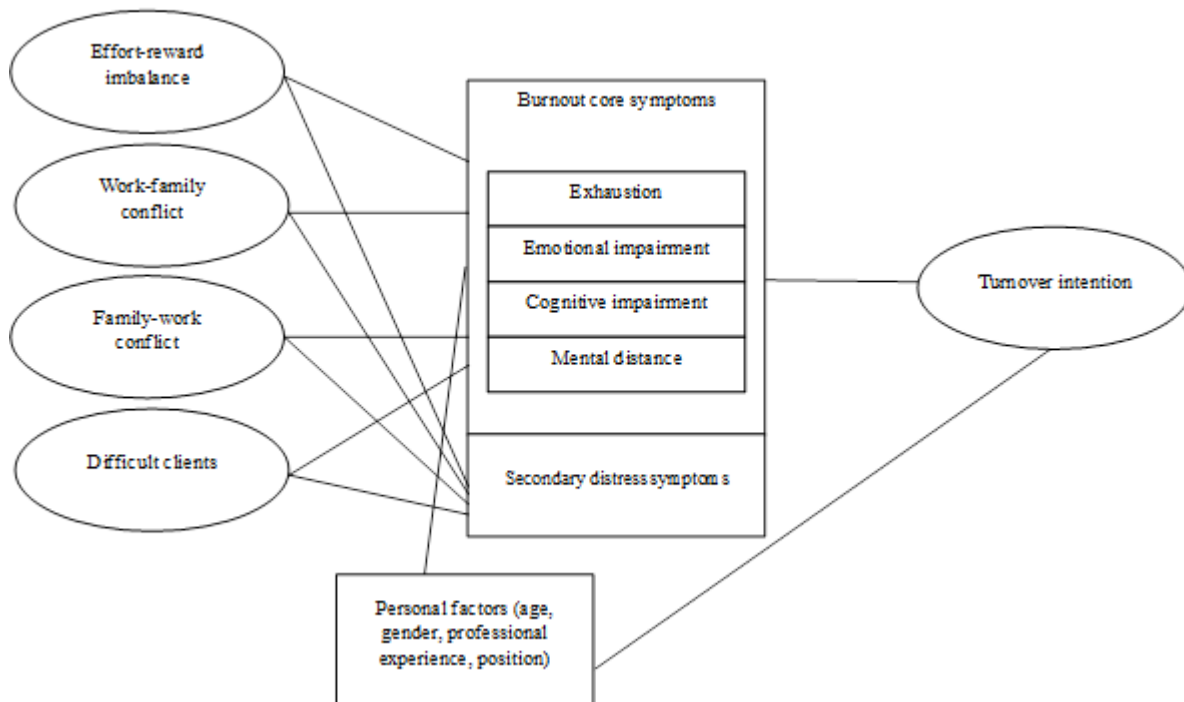 Effort-reward
imbalance
Work-family
conflict
Family-work
conflict
Difficult clients
Burnout core symptoms
Exhaustion
Emotional impairment
Cognitive impairment
Mental distance
Secondary distress symptoms
Turnover intention
Personal factors (age,
gender, professional
experience, position)